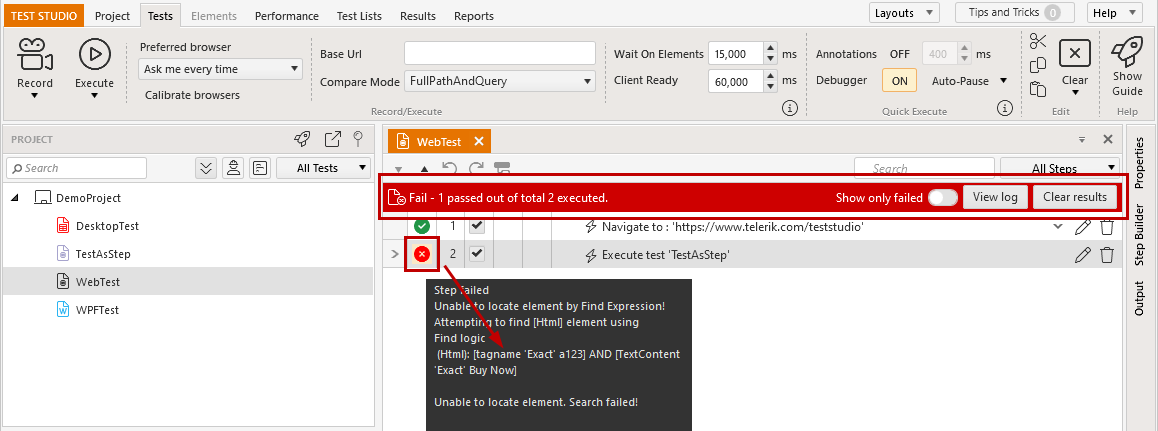 TEST STUDIO Project Tests Elements Performance Test Lists Results Reports Layouts Tips and Tricks 0 Help
Record
Execute
Preferred browser
Ask me every time
Calibrate browsers
Base Url
Compare Mode FullPathAndQuery
Record/Execute
Wait On Elements 15,000 ms
Client Ready 60,000 ms
Annotations OFF 400 ms
Debugger ON Auto-Pause
Quick Execute
Clear
Edit
Show
Guide
Help
PROJECT
Search All Tests
DemoProject
DesktopTest
TestAsStep
WebTest
WPFTest
WebTest
Search All Steps
Fail - 1 passed out of total 2 executed. Show only failed View log Clear results
1 Navigate to : 'https://www.telerik.com/teststudio'
2 Execute test 'TestAsStep'
Step failed
Unable to locate element by Find Expression!
Attempting to find [Html] element using
Find logic
(Html): [tagname 'Exact' a123] AND [TextContent
'Exact' Buy Now]
Unable to locate element. Search failed!
Properties
Step Builder
Output